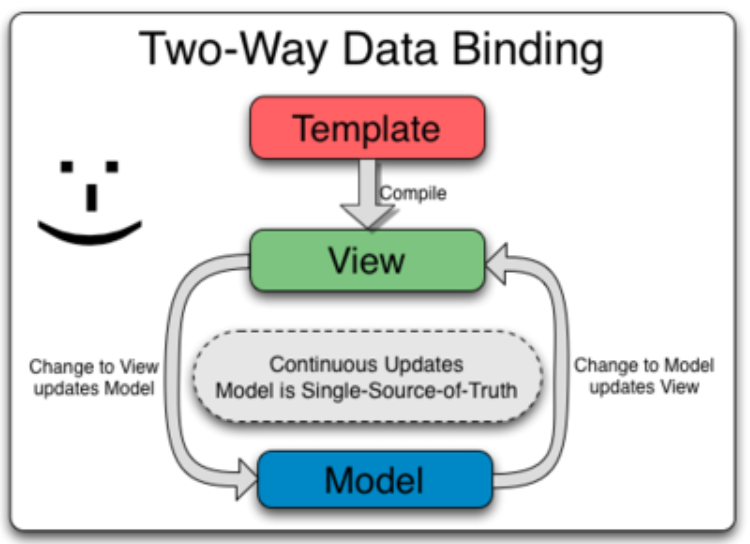 Two-Way Data Binding
Template
Compile
View
Change to View
updates Model
Continuous Updates
Model is Single-Source-of-Truth
Change to Model
updates View
Model